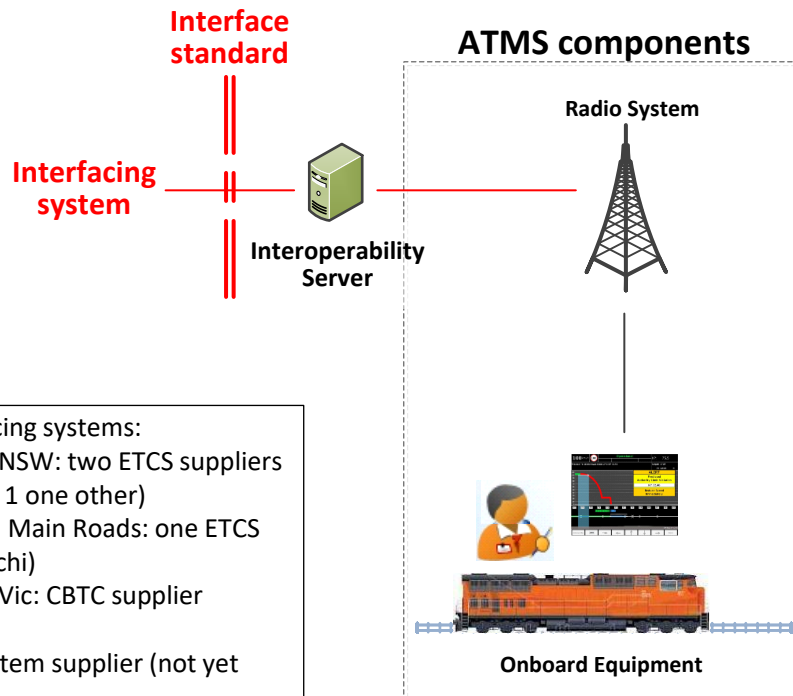 Interface
standard
ATMS components
Radio System
Interfacing
system
Interoperability
Server
cing systems:
NSW: two ETCS suppliers
1 one other)
Main Roads: one ETCS
chi)
Vic: CBTC supplier
tem supplier (not yet
Onboard Equipment